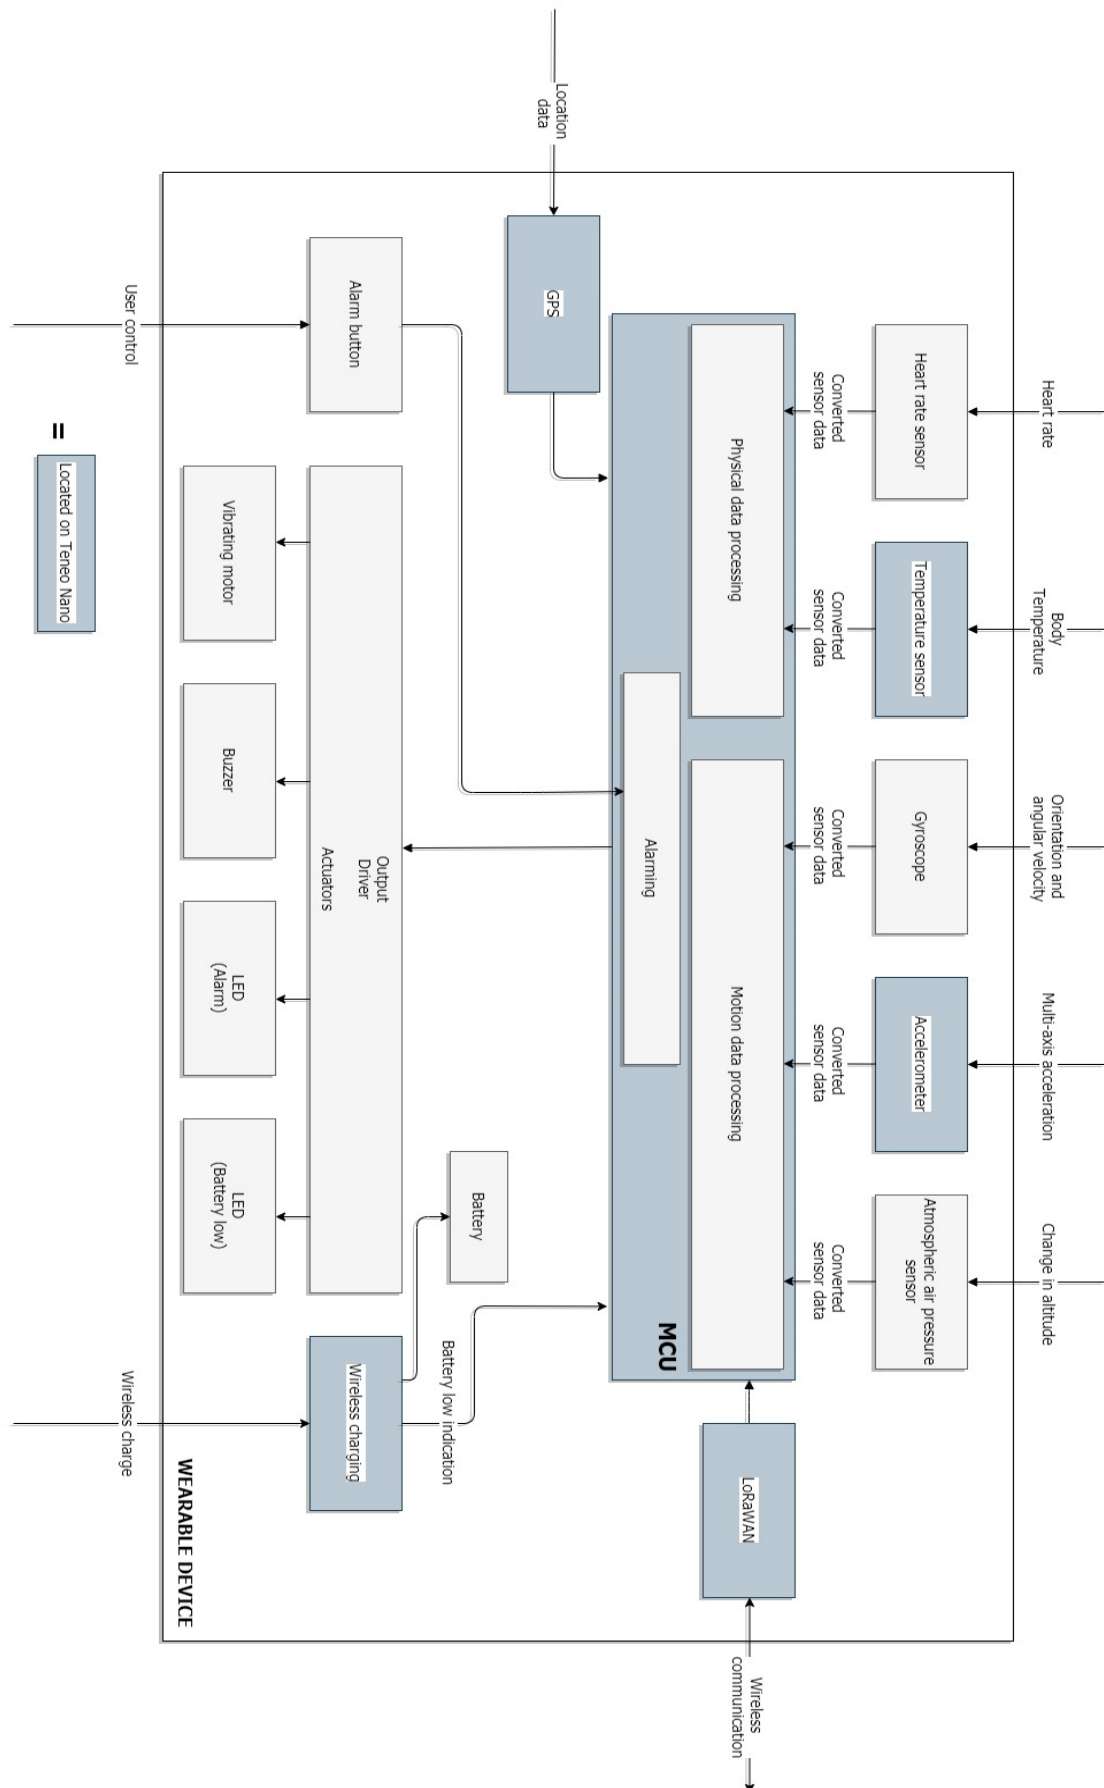 Heart rate
Body
Temperature
Orientation and
angular velocity
Multi-axis acceleration
Change in altitude
Heart rate sensor
Temperature sensor
Gyroscope
Accelerometer
Atmospheric air pressure
sensor
Converted
sensor data
Converted
sensor data
Converted
sensor data
Converted
sensor data
Converted
sensor data
Physical data processing
Motion data processing
Alarming
MCU
LoRaWAN
Wireless
communication
Location
data
GPS
Battery
Battery low indication
Alarm button
Output
Driver
Actuators
Wireless charging
Vibrating motor
Buzzer
LED
(Alarm)
LED
(Battery low)
WEARABLE DEVICE
User control
Wireless charge
=
Located on Teneo Nano